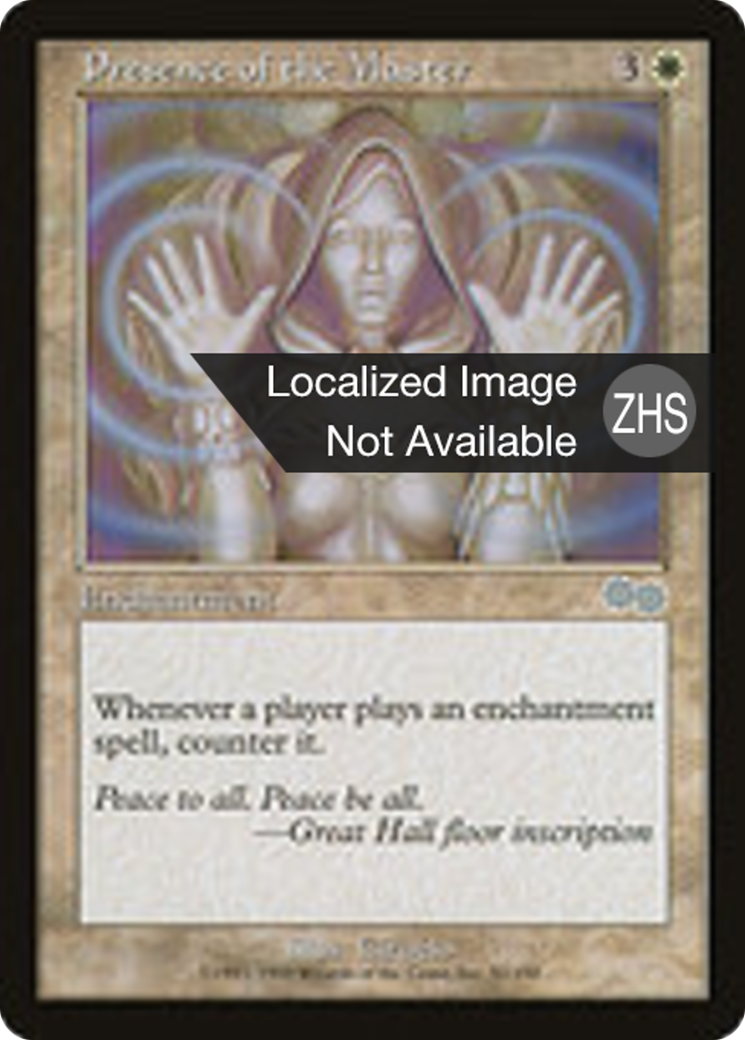 Presence of the Master 3
Localized Image
Not Available
ZHS
Enchantment
Whenever a player plays an enchantment
spell, counter it.
Peace to all. Peace be all.
—Great Hall floor inscription